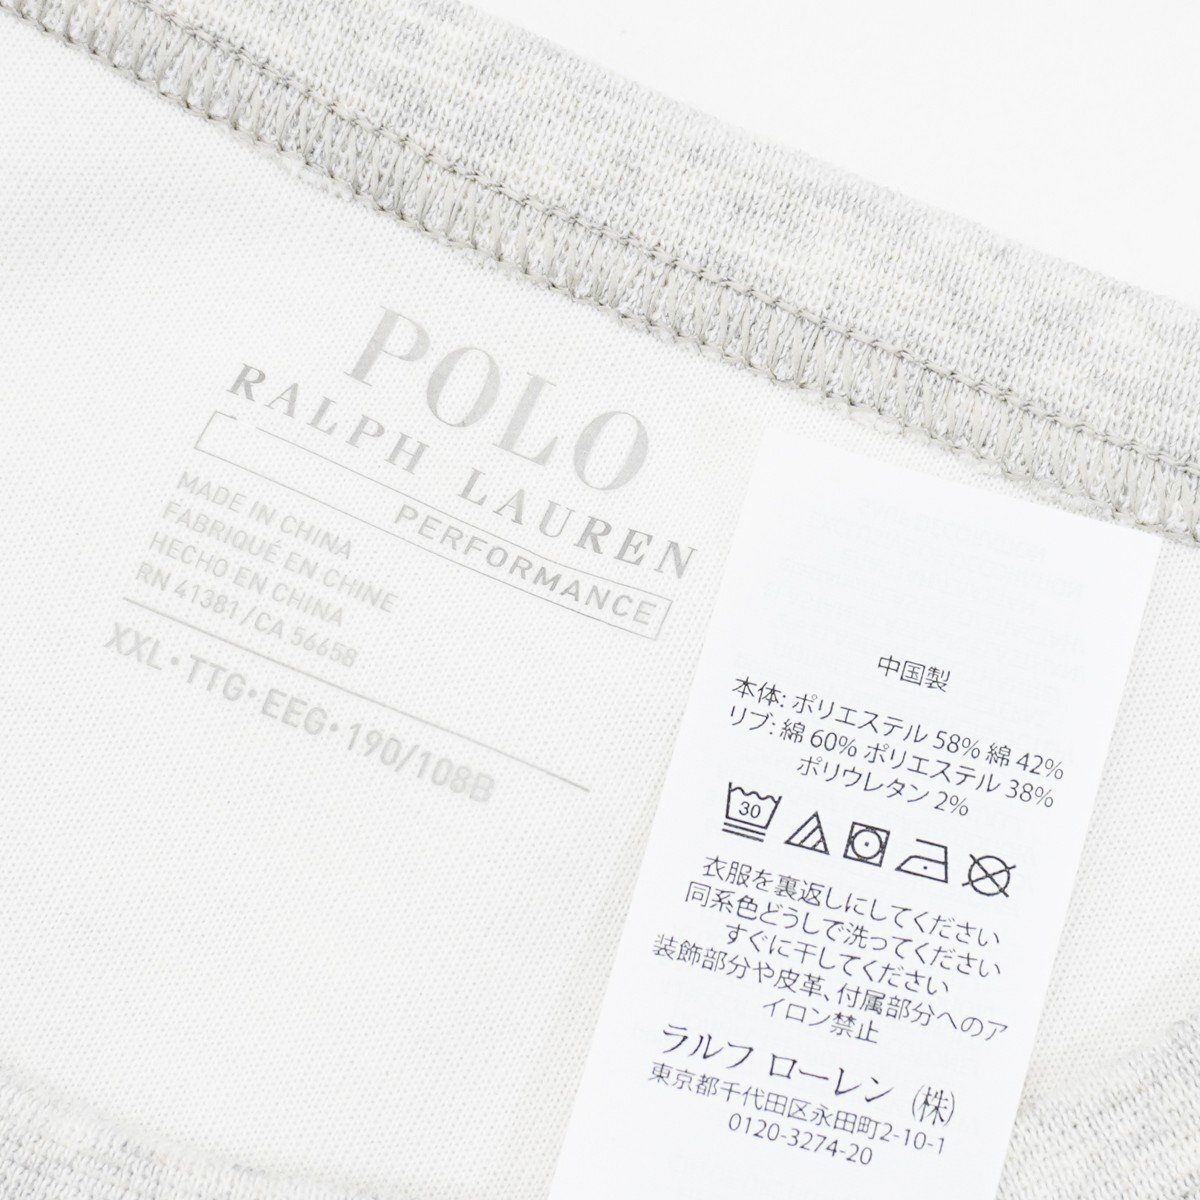 POLO
RALPH LAUREN
PERFORMANCE
MADE IN CHINA
FABRIQUÉ EN CHINE
HECHO EN CHINA
RN 41381 / CA 56658
XXL • TTG • EEG • 190/108B
中国製
本体: ポリエステル 58% 綿 42%
リブ: 綿 60% ポリエステル 38%
ポリウレタン 2%
30
衣服を裏返しにしてください
同系色どうしで洗ってください
すぐに干してください
装飾部分や皮革、付属部分へのア
イロン禁止
ラルフ ローレン (株)
東京都千代田区永田町2-10-1
0120-3274-20